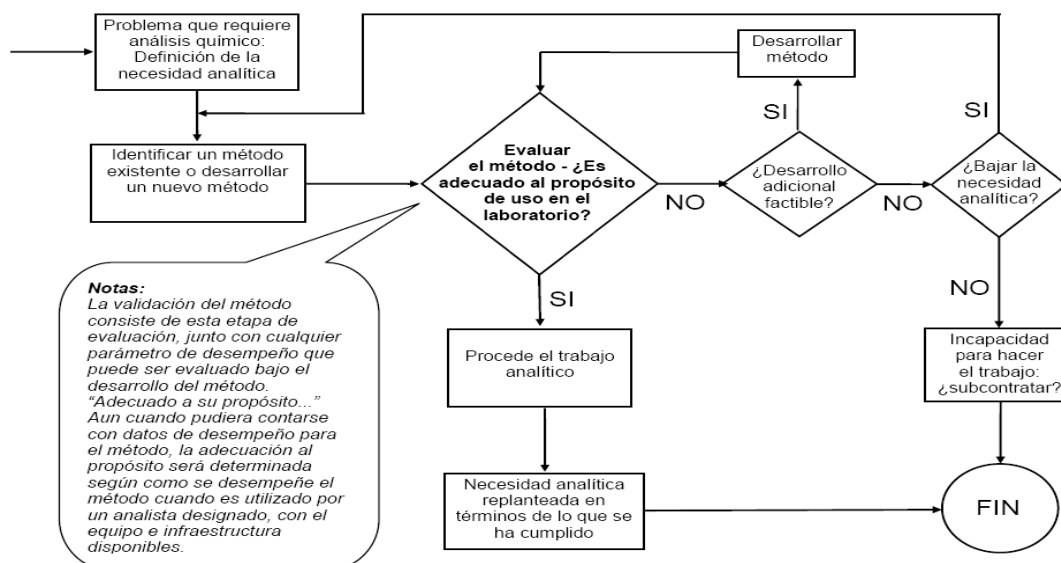 Problema que requiere
análisis químico:
Definición de la
necesidad analítica
Identificar un método
existente o desarrollar
un nuevo método
Evaluar
el método - ¿Es
adecuado al propósito
de uso en el
laboratorio?
NO
Desarrollar
método
SI
¿Desarrollo
adicional
factible?
NO
SI
¿Bajar la
necesidad
analítica?
NO
Incapacidad
para hacer
el trabajo:
¿subcontratar?
SI
Procede el trabajo
analítico
Necesidad analítica
replanteada en
términos de lo que se
ha cumplido
FIN
Notas:
La validación del método
consiste de esta etapa de
evaluación, junto con cualquier
parámetro de desempeño que
puede ser evaluado bajo el
desarrollo del método.
“Adecuado a su propósito...”
Aun cuando pudiera contarse
con datos de desempeño para
el método, la adecuación al
propósito será determinada
según como se desempeñe el
método cuando es utilizado por
un analista designado, con el
equipo e infraestructura
disponibles.